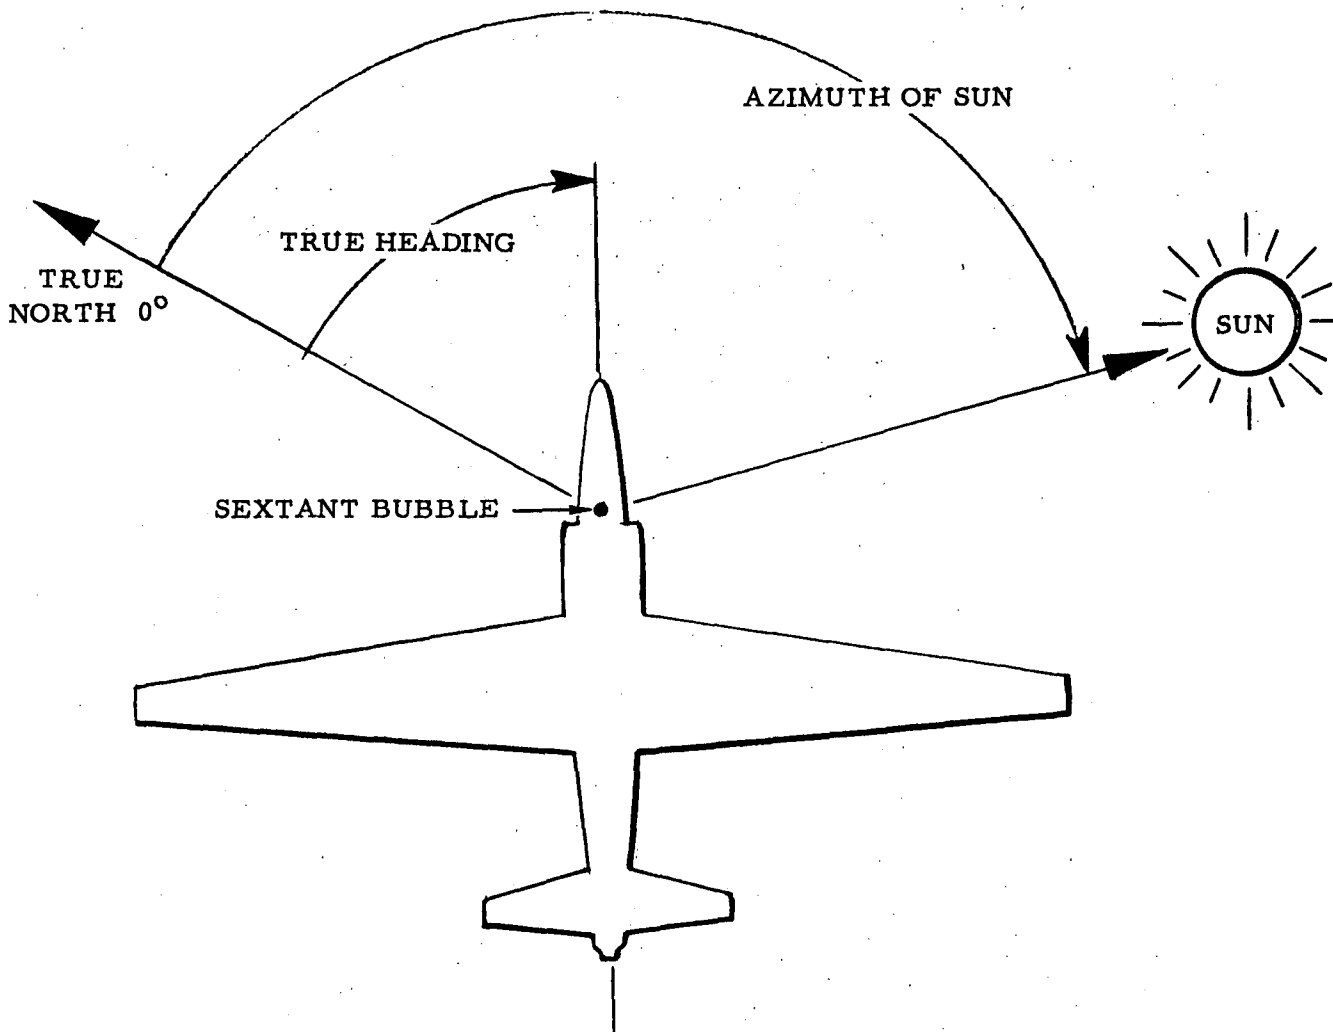 AZIMUTH OF SUN
TRUE HEADING
TRUE
NORTH 0°
SUN
SEXTANT BUBBLE